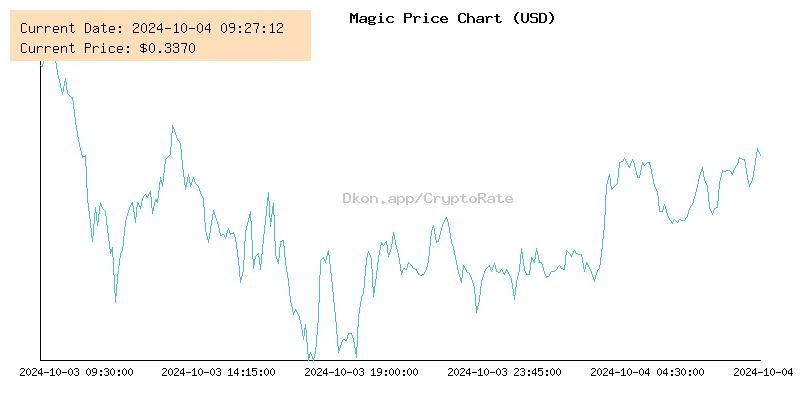 Magic Price Chart (USD)
Current Date: 2024-10-04 09:27:12
Current Price: $0.3370
Dkon.app/CryptoRate
2024-10-03 09:30:00
2024-10-03 14:15:00
2024-10-03 19:00:00
2024-10-03 23:45:00
2024-10-04 04:30:00
2024-10-04